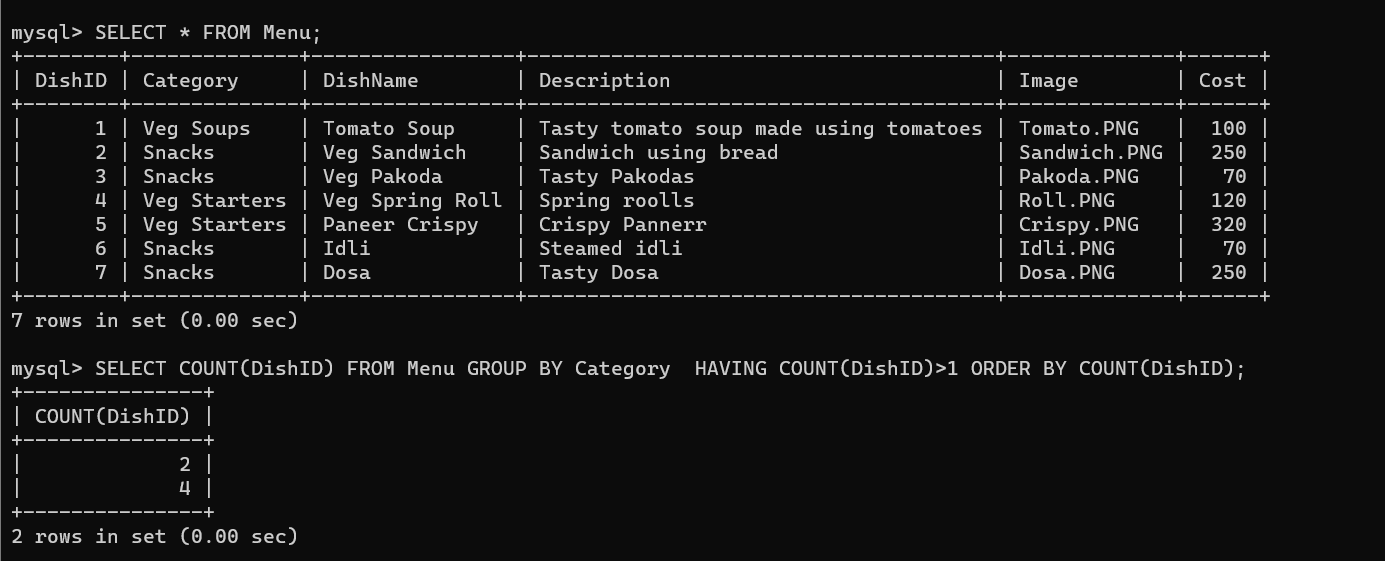 mysql> SELECT * FROM Menu;
+--------+--------------+-----------------+---------------------------------------+--------------+------+
| DishID | Category     | DishName        | Description                           | Image        | Cost |
+--------+--------------+-----------------+---------------------------------------+--------------+------+
|      1 | Veg Soups    | Tomato Soup     | Tasty tomato soup made using tomatoes | Tomato.PNG   |  100 |
|      2 | Snacks       | Veg Sandwich    | Sandwich using bread                  | Sandwich.PNG |  250 |
|      3 | Snacks       | Veg Pakoda      | Tasty Pakodas                         | Pakoda.PNG   |   70 |
|      4 | Veg Starters | Veg Spring Roll | Spring roolls                         | Roll.PNG     |  120 |
|      5 | Veg Starters | Paneer Crispy   | Crispy Pannerr                        | Crispy.PNG   |  320 |
|      6 | Snacks       | Idli            | Steamed idli                          | Idli.PNG     |   70 |
|      7 | Snacks       | Dosa            | Tasty Dosa                            | Dosa.PNG     |  250 |
+--------+--------------+-----------------+---------------------------------------+--------------+------+
7 rows in set (0.00 sec)
mysql> SELECT COUNT(DishID) FROM Menu GROUP BY Category  HAVING COUNT(DishID)>1 ORDER BY COUNT(DishID);
+---------------+
| COUNT(DishID) |
+---------------+
|             2 |
|             4 |
+---------------+
2 rows in set (0.00 sec)